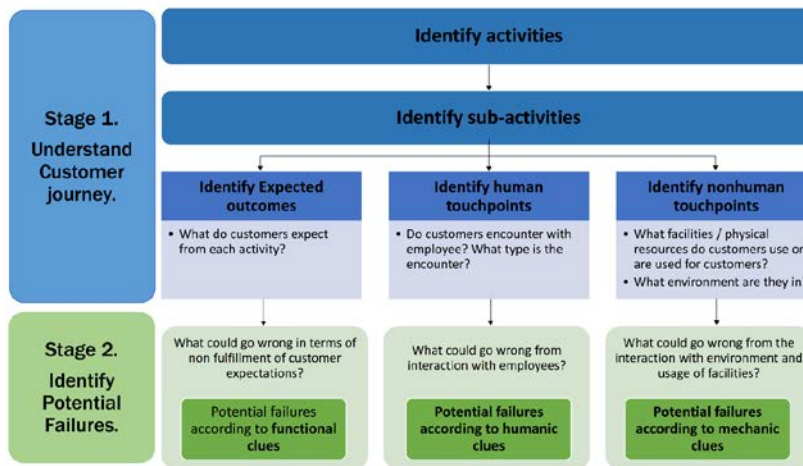 Stage 1.
Understand
Customer
journey.
Identify activities
Identify sub-activities
Identify Expected
outcomes
• What do customers expect
from each activity?
Identify human
touchpoints
• Do customers encounter with
employee? What type is the
encounter?
Identify nonhuman
touchpoints
• What facilities / physical
resources do customers use or
are used for customers?
• What environment are they in
Stage 2.
Identify
Potential
Failures.
What could go wrong in terms of
non fulfillment of customer
expectations?
Potential failures
according to functional
clues
What could go wrong from
interaction with employees?
Potential failures
according to humanic
clues
What could go wrong from the
interaction with environment and
usage of facilities?
Potential failures
according to mechanic
clues